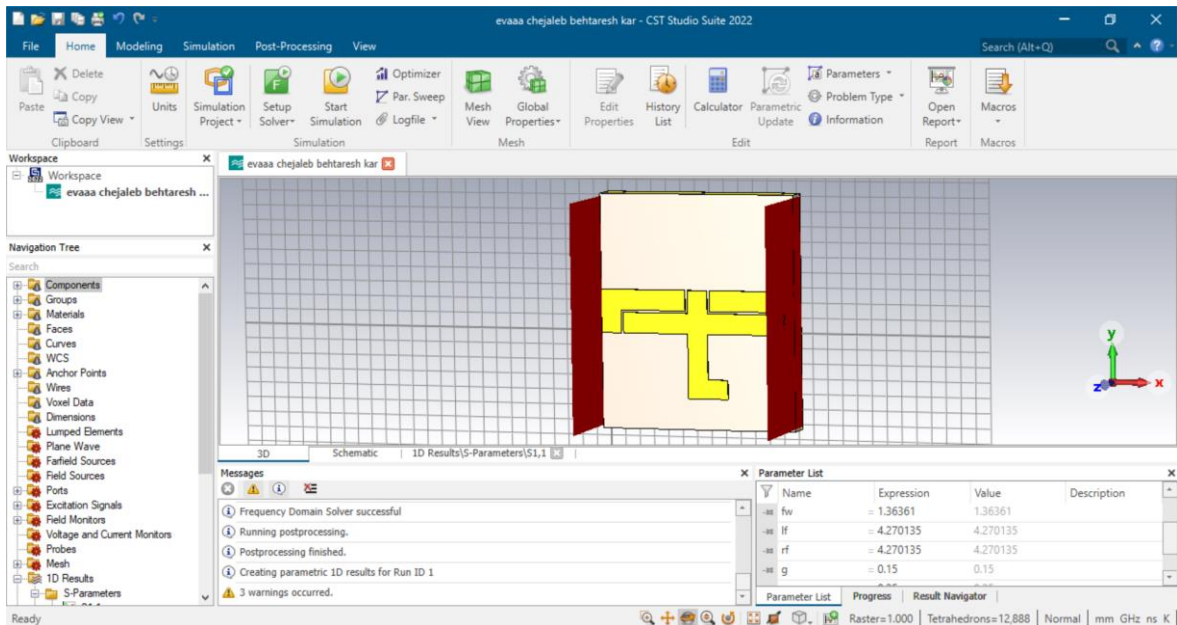 evaaa chejaleb behtaresh kar - CST Studio Suite 2022
File Home Modeling Simulation Post-Processing View Search (Alt+Q)
Paste
Delete
Copy
Copy View
Clipboard
Units
Settings
Simulation Project
Setup Solver
Start Simulation
Optimizer
Par. Sweep
Logfile
Simulation
Mesh View
Global Properties
Mesh
Edit Properties
History List
Calculator
Parametric Update
Parameters
Problem Type
Information
Edit
Open Report
Report
Macros
Macros
Workspace
Workspace
evaaa chejaleb behtaresh ...
Navigation Tree
Search
Components
Groups
Materials
Faces
Curves
WCS
Anchor Points
Wires
Voxel Data
Dimensions
Lumped Elements
Plane Wave
Farfield Sources
Field Sources
Ports
Excitation Signals
Field Monitors
Voltage and Current Monitors
Probes
Mesh
1D Results
S-Parameters
evaaa chejaleb behtaresh kar
y
z x
3D Schematic 1D Results\S-Parameters\S1,1
Messages
Frequency Domain Solver successful
Running postprocessing.
Postprocessing finished.
Creating parametric 1D results for Run ID 1
3 warnings occurred.
Parameter List
Name Expression Value Description
fw = 1.36361 1.36361
lf = 4.270135 4.270135
rf = 4.270135 4.270135
g = 0.15 0.15
Parameter List Progress Result Navigator
Ready Raster=1.000 Tetrahedrons=12,888 Normal mm GHz ns K